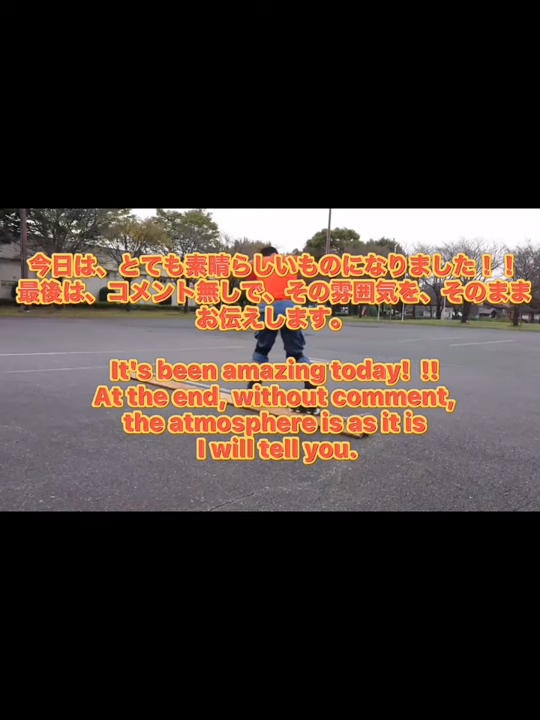 今日は、とても素晴らしいものになりました！！
最後は、コメント無しで、その雰囲気を、そのまま
お伝えします。
It's been amazing today! !!
At the end, without comment,
the atmosphere is as it is
I will tell you.